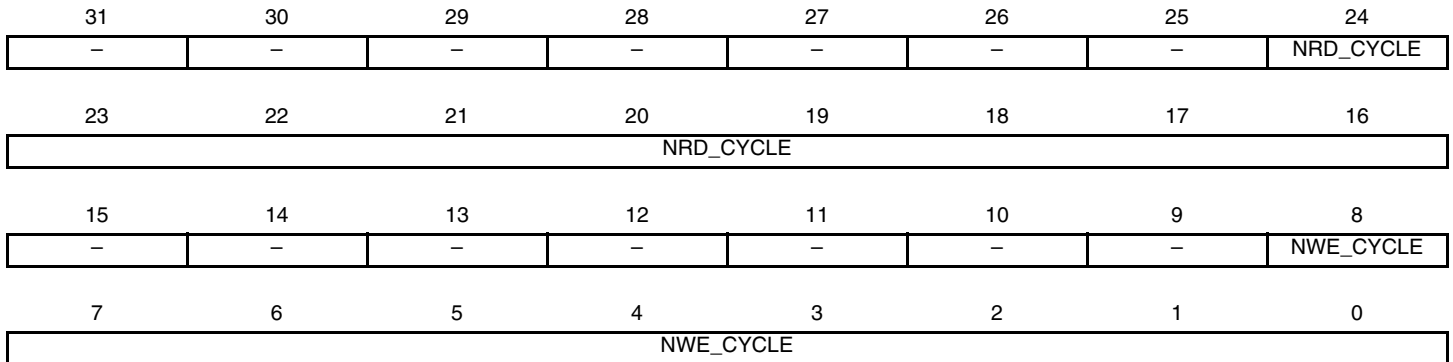 31 30 29 28 27 26 25 24
– – – – – – – NRD_CYCLE
23 22 21 20 19 18 17 16
NRD_CYCLE
15 14 13 12 11 10 9 8
– – – – – – – NWE_CYCLE
7 6 5 4 3 2 1 0
NWE_CYCLE